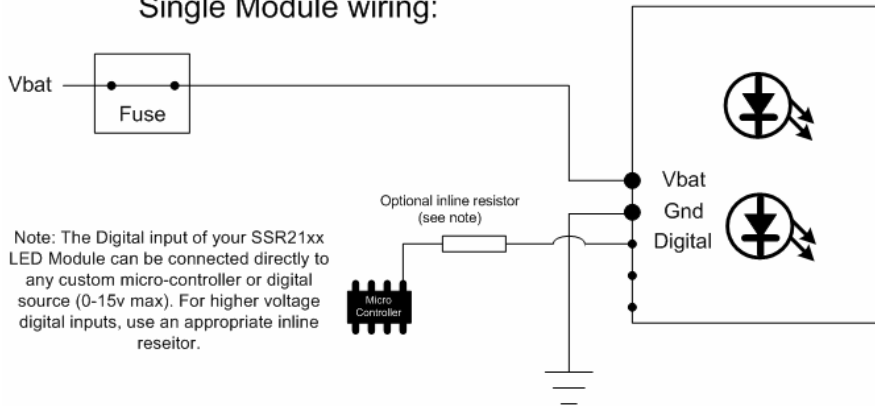 Single Module wiring:
Vbat
Fuse
Vbat
Gnd
Digital
Optional inline resistor
(see note)
Note: The Digital input of your SSR21xx
LED Module can be connected directly to
any custom micro-controller or digital
source (0-15v max). For higher voltage
digital inputs, use an appropriate inline
reseitor.
Micro
Controller